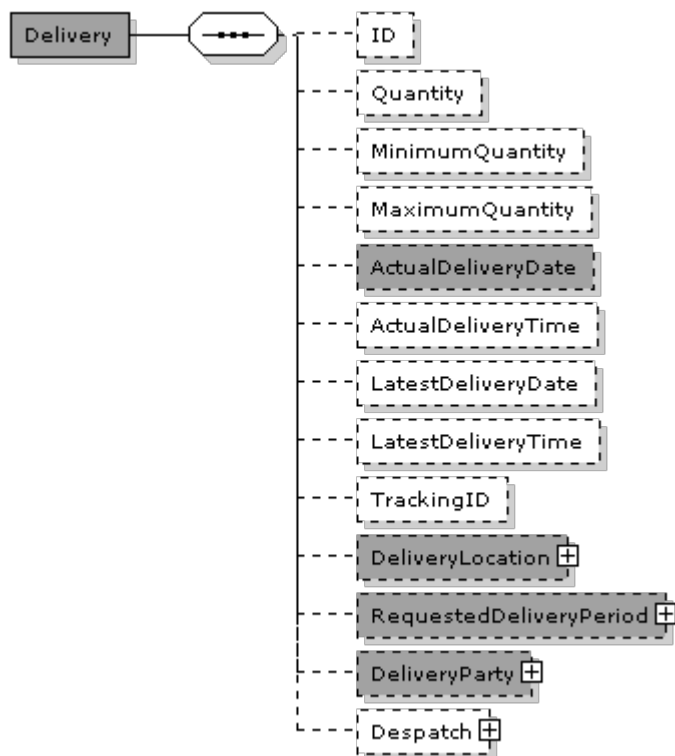 Delivery
ID
Quantity
MinimumQuantity
MaximumQuantity
ActualDeliveryDate
ActualDeliveryTime
LatestDeliveryDate
LatestDeliveryTime
TrackingID
DeliveryLocation
RequestedDeliveryPeriod
DeliveryParty
Despatch